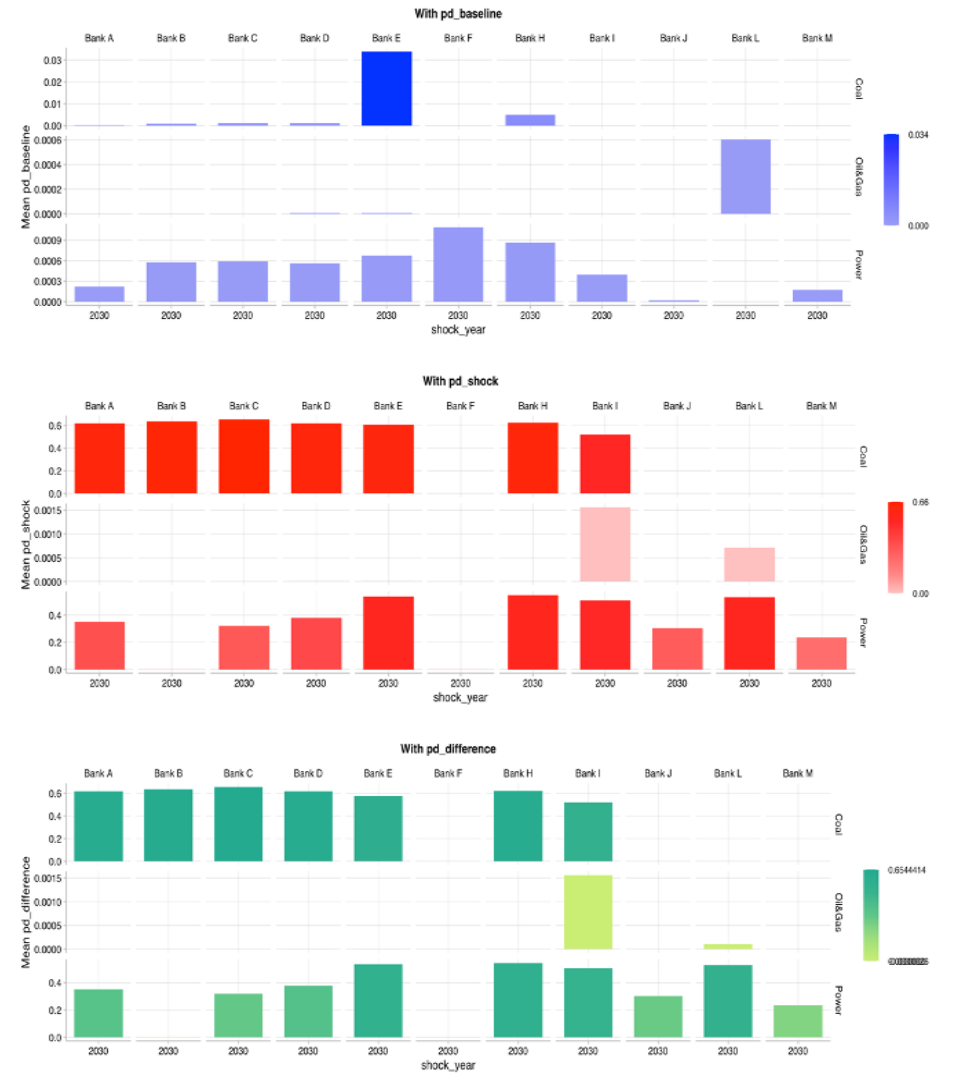 With pd_baseline
Bank A Bank B Bank C Bank D Bank E Bank F Bank H Bank I Bank J Bank L Bank M
0.03
0.02
0.01
0.00
Coal
0.0006
0.0004
0.0002
0.0000
Oil&Gas
0.0009
0.0006
0.0003
0.0000
Power
Mean pd_baseline
2030 2030 2030 2030 2030 2030 2030 2030 2030 2030 2030
shock_year
0.034
0.000
With pd_shock
Bank A Bank B Bank C Bank D Bank E Bank F Bank H Bank I Bank J Bank L Bank M
0.6
0.4
0.2
0.0
Coal
0.0015
0.0010
0.0005
0.0000
Oil&Gas
0.4
0.2
0.0
Power
Mean pd_shock
2030 2030 2030 2030 2030 2030 2030 2030 2030 2030 2030
shock_year
0.66
0.00
With pd_difference
Bank A Bank B Bank C Bank D Bank E Bank F Bank H Bank I Bank J Bank L Bank M
0.6
0.4
0.2
0.0
Coal
0.0015
0.0010
0.0005
0.0000
Oil&Gas
0.4
0.2
0.0
Power
Mean pd_difference
2030 2030 2030 2030 2030 2030 2030 2030 2030 2030 2030
shock_year
0.6544414